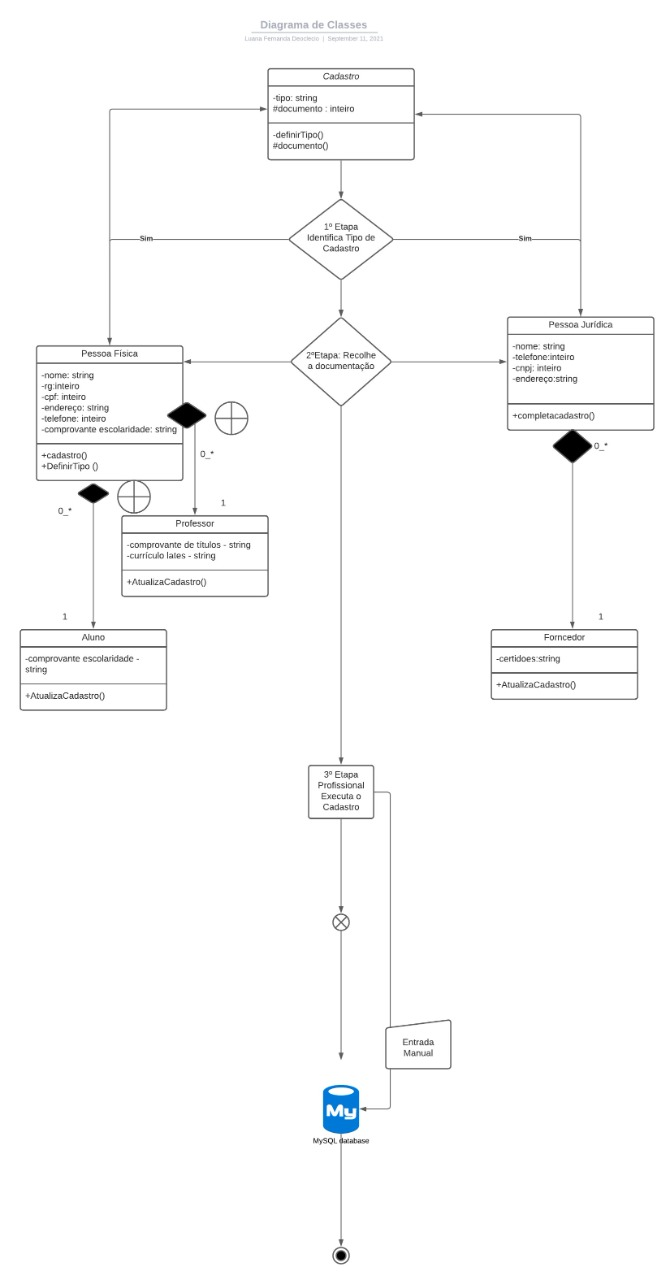 Diagrama de Classes
Luana Fernanda Deuclecio | September 11, 2021
Cadastro
-tipo: string
#documento : inteiro
-definirTipo()
#documento()
1º Etapa
Identifica Tipo de
Cadastro
Sim
Sim
2ºEtapa: Recolhe
a documentação
Pessoa Física
-nome: string
-rg:inteiro
-cpf: inteiro
-endereço: string
-telefone: inteiro
-comprovante escolaridade: string
+cadastro()
+DefinirTipo ()
Pessoa Jurídica
-nome: string
-telefone:inteiro
-cnpj: inteiro
-endereço:string
+completacadastro()
0_*
0_*
0_*
1
Professor
-comprovante de títulos - string
-currículo lates - string
+AtualizaCadastro()
1
1
Aluno
-comprovante escolaridade -
string
+AtualizaCadastro()
Forncedor
-certidoes:string
+AtualizaCadastro()
3º Etapa
Profissional
Executa o
Cadastro
Entrada
Manual
My
MySQL database